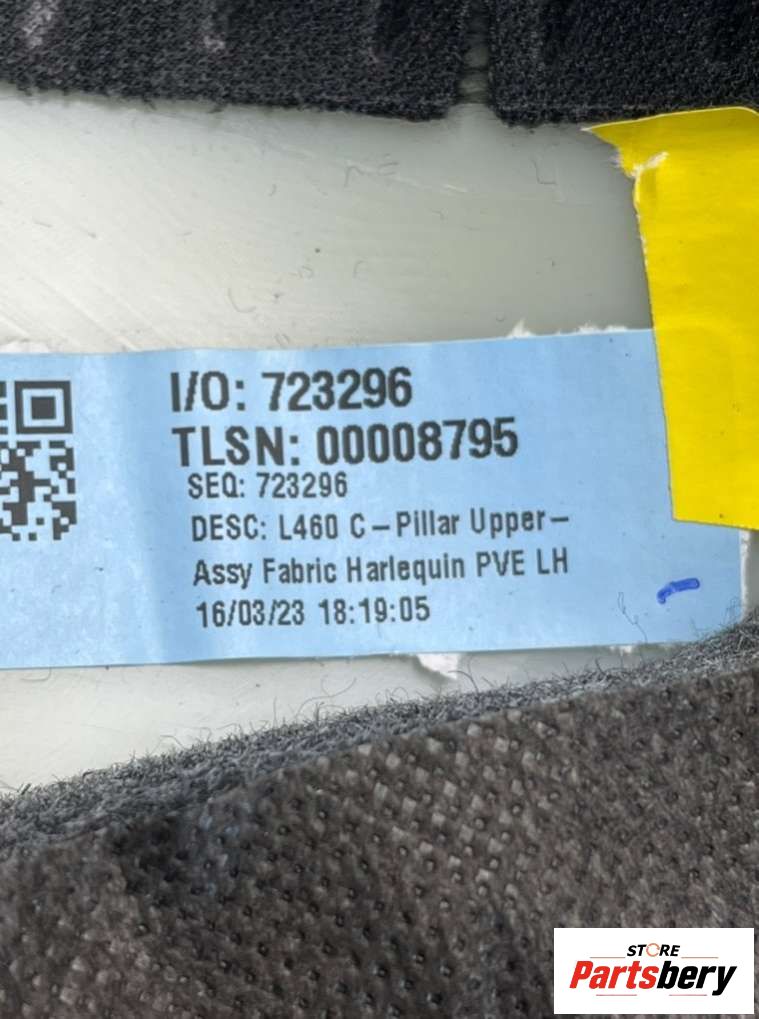 I/O: 723296
TLSN: 00008795
SEQ: 723296
DESC: L460 C-Pillar Upper-
Assy Fabric Harlequin PVE LH
16/03/23 18:19:05
STORE
Partsbery